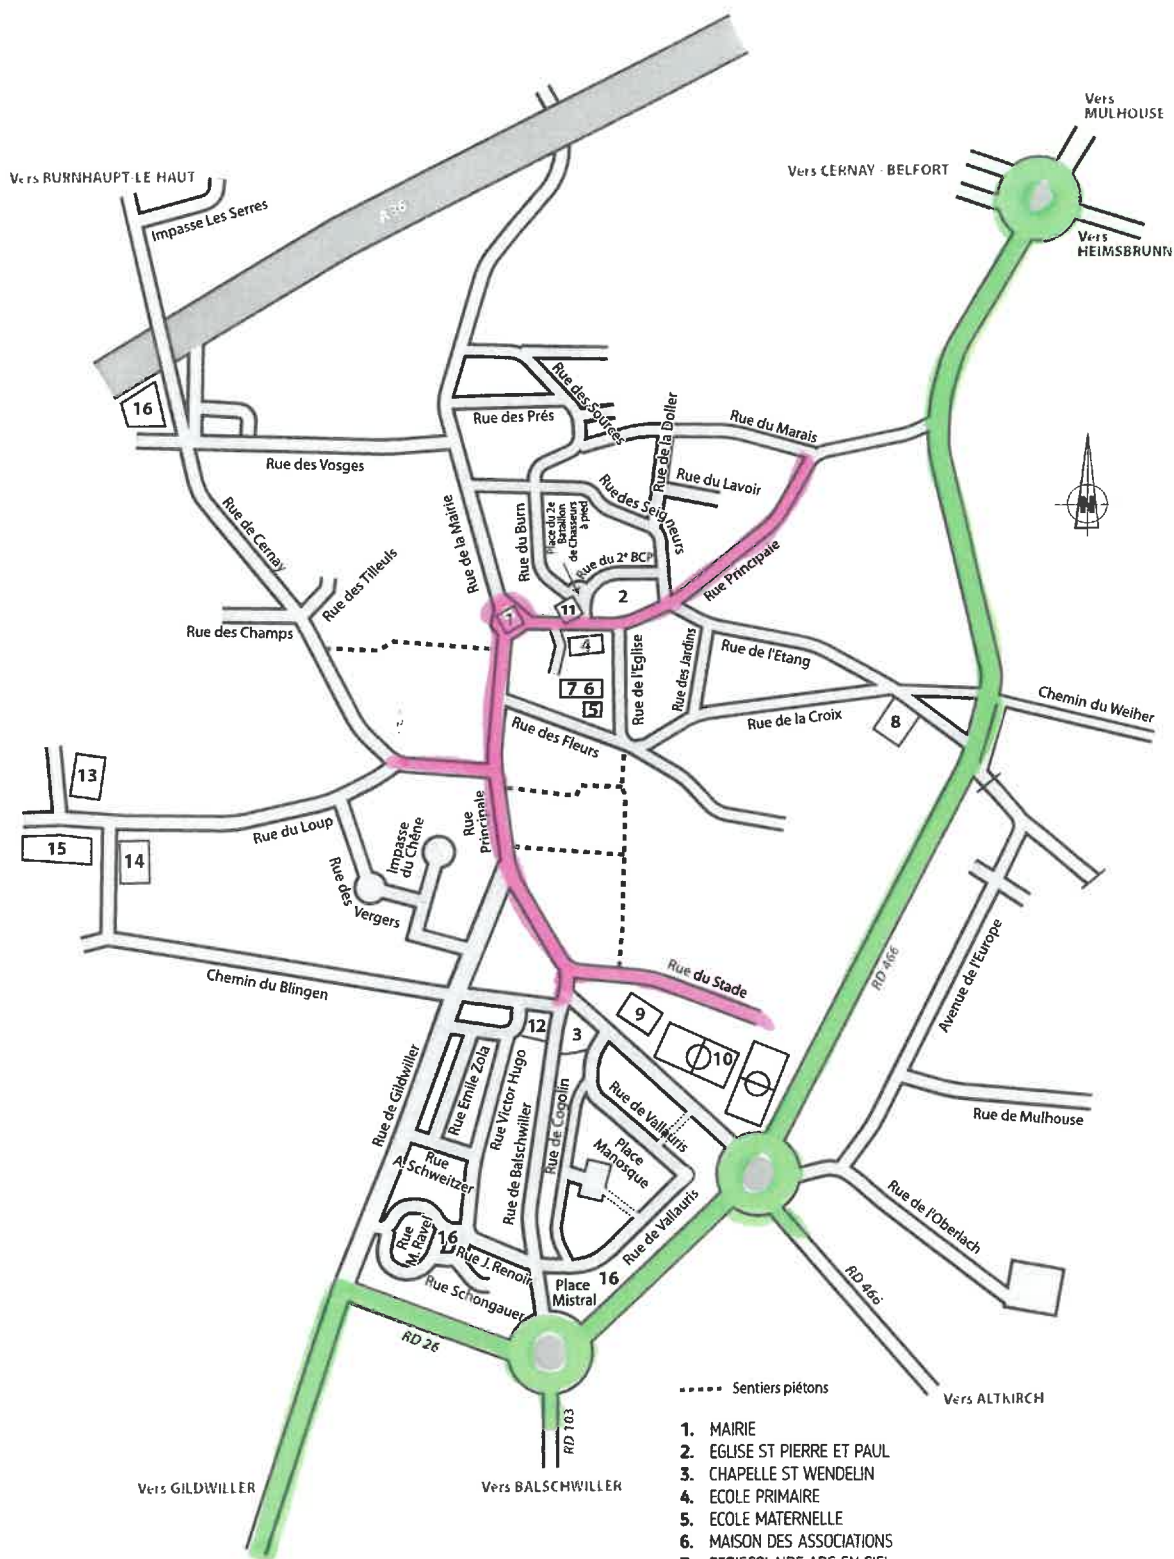 Vers
MULHOUSE
Vers CERNAY - BELFORT
Vers
HEIMSBRUNN
Vers BURNHAUPT-LE HAUT
Impasse Les Serres
A 36
16
Rue des Prés
Rue des Sources
Rue de la Doller
Rue du Marais
Rue des Vosges
Rue du Lavoir
Rue des Seigneurs
Rue de Cernay
Rue de la Mairie
Rue du Burn
Place du 2e
Bataillon
de Chasseurs
à pied
Rue du 2e BCP
Rue Principale
Rue des Tilleuls
Rue des Champs
11
2
4
Rue de l'Eglise
Rue des Jardins
Rue de l'Etang
7 6
5
Rue des Fleurs
Rue de la Croix
8
Chemin du Weiher
13
Rue
Principale
15
14
Rue du Loup
Impasse
du Chêne
Rue des
Vergers
Chemin du Blingen
Rue du Stade
RD 466
Avenue de l'Europe
9
10
12
3
Rue de Gildwiller
Rue Emile Zola
Rue Victor Hugo
Rue de Balschwiller
Rue de Cogolin
Rue de Vallauris
Place
Manosque
Rue de Mulhouse
Rue
A. Schweitzer
Rue de Vallauris
Rue de l'Oberlach
Rue
M. Ravel
16
Rue J. Renoir
Rue Schongauer
Place
Mistral
16
RD 466
RD 26
RD 103
Vers ALTKIRCH
Vers GILDWILLER
Vers BALSCHWILLER
Sentiers piétons
1. MAIRIE
2. EGLISE ST PIERRE ET PAUL
3. CHAPELLE ST WENDELIN
4. ECOLE PRIMAIRE
5. ECOLE MATERNELLE
6. MAISON DES ASSOCIATIONS